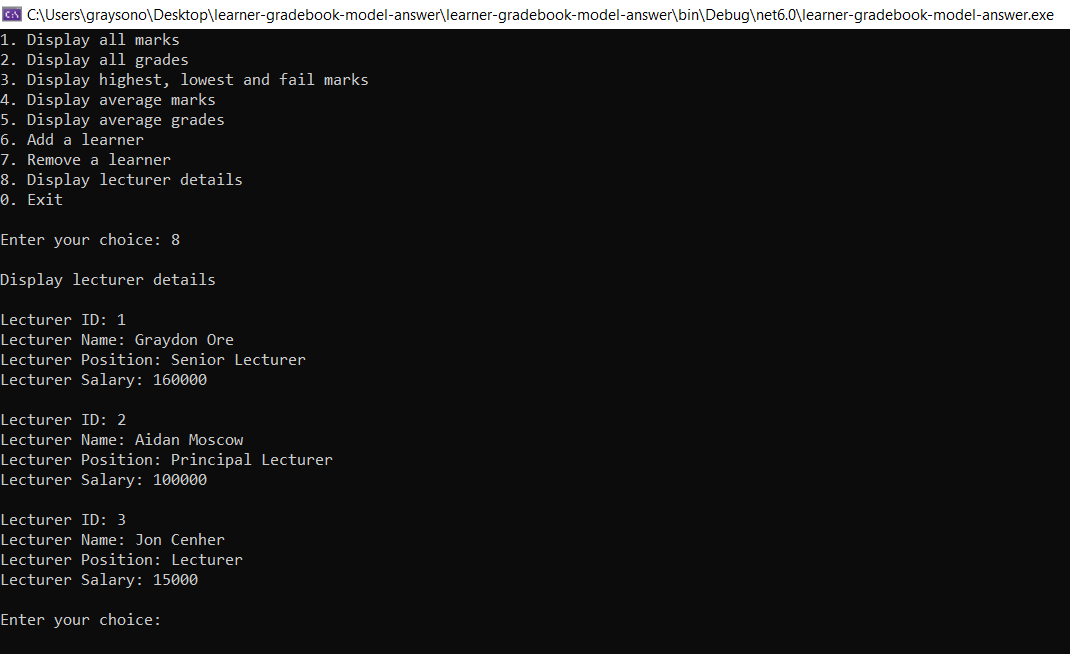 C:\Users\graysono\Desktop\learner-gradebook-model-answer\learner-gradebook-model-answer\bin\Debug\net6.0\learner-gradebook-model-answer.exe
1. Display all marks
2. Display all grades
3. Display highest, lowest and fail marks
4. Display average marks
5. Display average grades
6. Add a learner
7. Remove a learner
8. Display lecturer details
0. Exit
Enter your choice: 8
Display lecturer details
Lecturer ID: 1
Lecturer Name: Graydon Ore
Lecturer Position: Senior Lecturer
Lecturer Salary: 160000
Lecturer ID: 2
Lecturer Name: Aidan Moscow
Lecturer Position: Principal Lecturer
Lecturer Salary: 100000
Lecturer ID: 3
Lecturer Name: Jon Cenher
Lecturer Position: Lecturer
Lecturer Salary: 15000
Enter your choice: